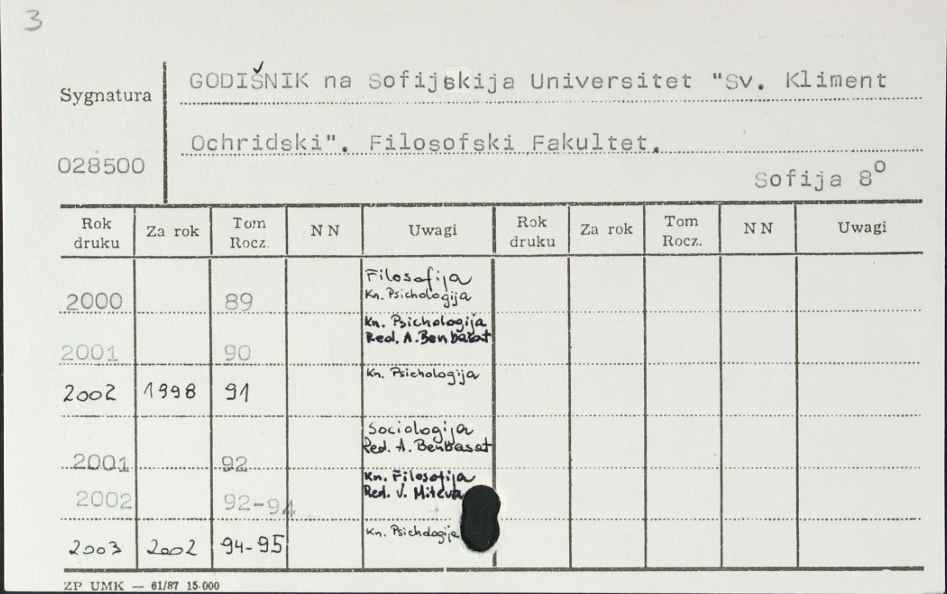 3
Sygnatura
028500
GODIŠNIK na Sofijskija Universitet "Sv. Kliment
Ochridski". Filosofski Fakultet.
Sofija 8°
Rok druku Za rok Tom Rocz. NN Uwagi Rok druku Za rok Tom Rocz. NN Uwagi
Filosofija
2000 89 Kn. Psichologija
Kn. Psichologija
2001 90 Red. A. Benbasat
2002 1998 91 Kn. Psichologija
Sociologija
2001 92 Red. A. Benbasat
Kn. Filosofija
2002 92-94 Red. V. Miteva
2003 2002 94-95 Kn. Psichologija
ZP UMK — 61/87 15·000